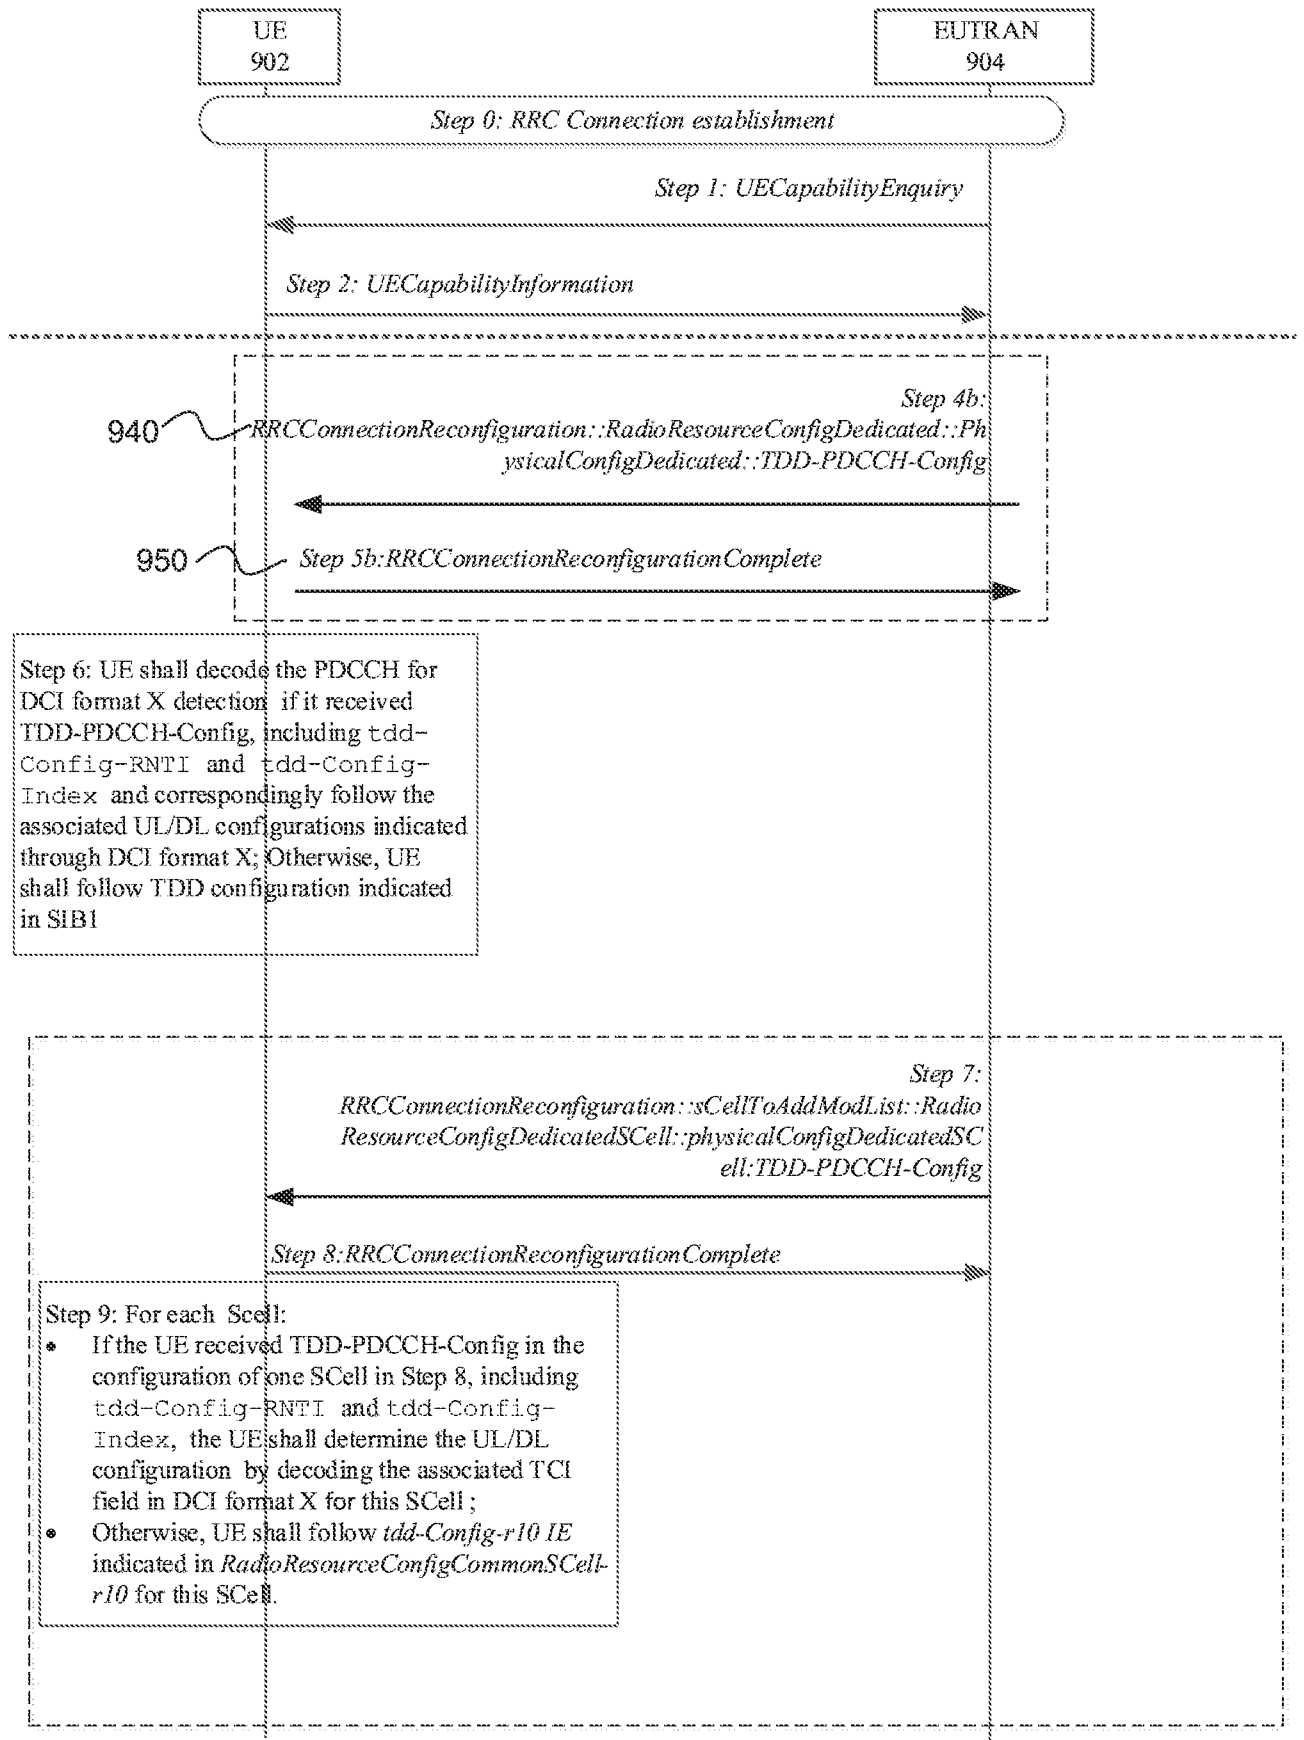 UE
902
EUTRAN
904
Step 0: RRC Connection establishment
Step 1: UECapabilityEnquiry
Step 2: UECapabilityInformation
Step 4b:
940
RRCConnectionReconfiguration::RadioResourceConfigDedicated::Ph
ysicalConfigDedicated::TDD-PDCCH-Config
950
Step 5b:RRCConnectionReconfigurationComplete
Step 6: UE shall decode the PDCCH for
DCI format X detection if it received
TDD-PDCCH-Config, including tdd-
Config-RNTI and tdd-Config-
Index and correspondingly follow the
associated UL/DL configurations indicated
through DCI format X; Otherwise, UE
shall follow TDD configuration indicated
in SIB1
Step 7:
RRCConnectionReconfiguration::sCellToAddModList::Radio
ResourceConfigDedicatedSCell::physicalConfigDedicatedSC
ell:TDD-PDCCH-Config
Step 8:RRCConnectionReconfigurationComplete
Step 9: For each Scell:
• If the UE received TDD-PDCCH-Config in the
configuration of one SCell in Step 8, including
tdd-Config-RNTI and tdd-Config-
Index, the UE shall determine the UL/DL
configuration by decoding the associated TCI
field in DCI format X for this SCell ;
• Otherwise, UE shall follow tdd-Config-r10 IE
indicated in RadioResourceConfigCommonSCell-
r10 for this SCell.